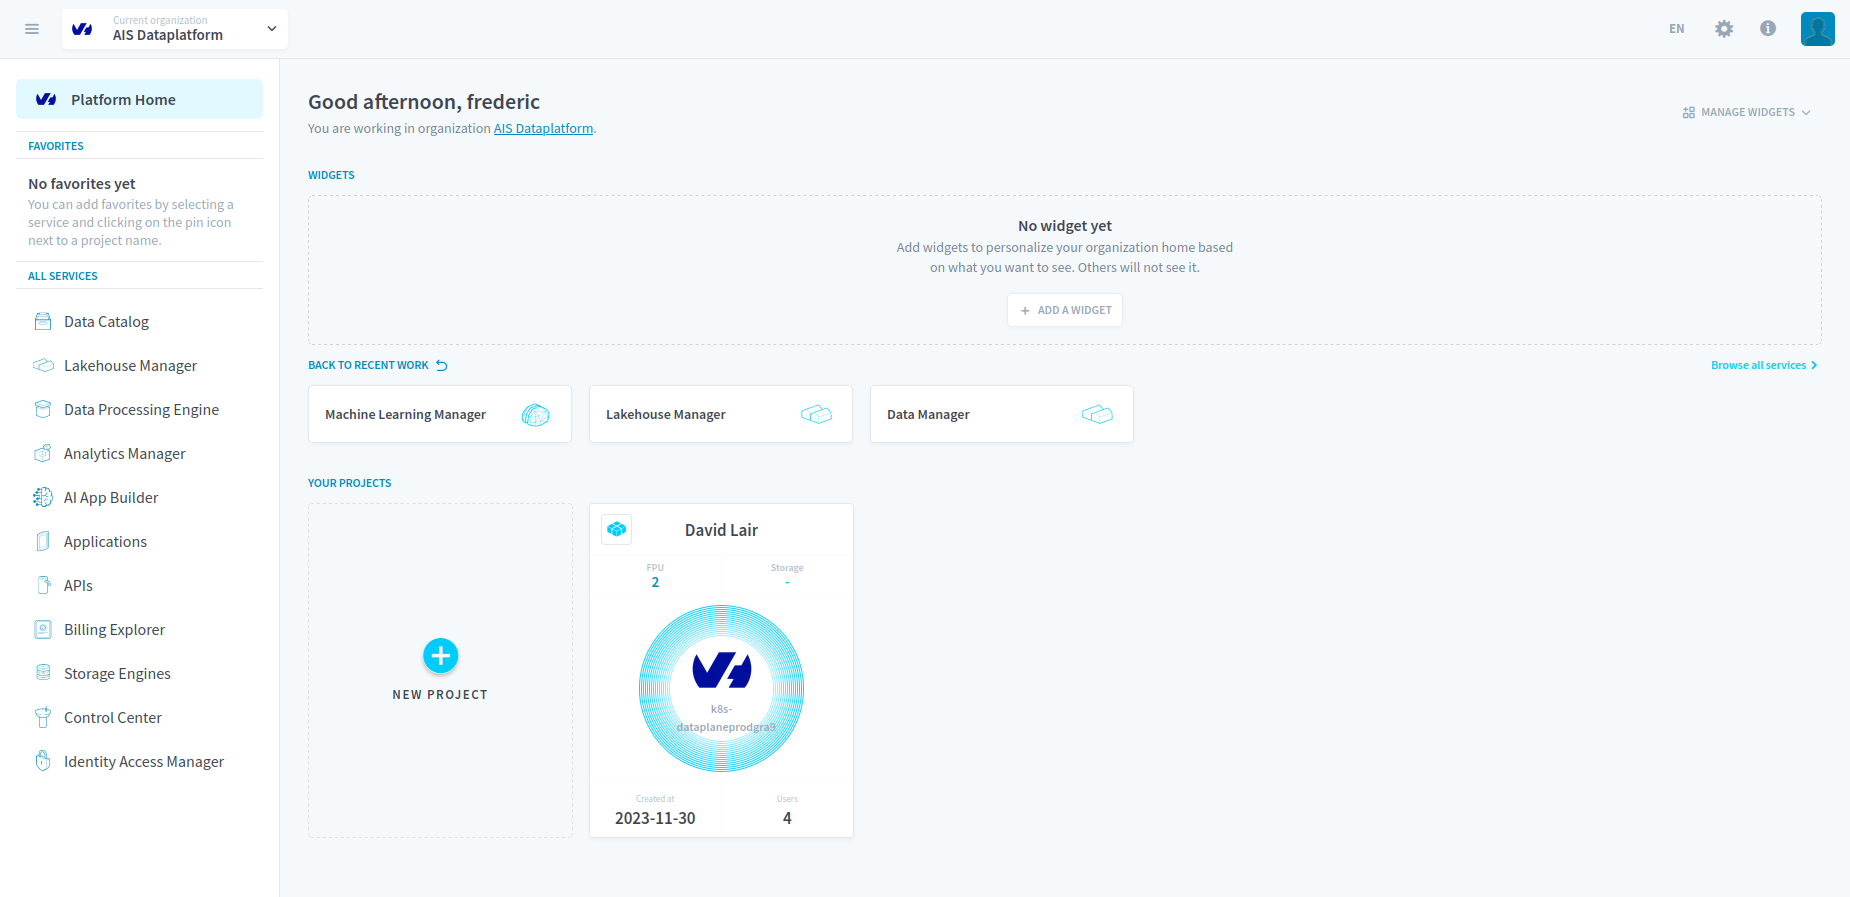 Current organization
AIS Dataplatform
EN
Platform Home
FAVORITES
No favorites yet
You can add favorites by selecting a
service and clicking on the pin icon
next to a project name.
ALL SERVICES
Data Catalog
Lakehouse Manager
Data Processing Engine
Analytics Manager
AI App Builder
Applications
APIs
Billing Explorer
Storage Engines
Control Center
Identity Access Manager
Good afternoon, frederic
You are working in organization AIS Dataplatform.
MANAGE WIDGETS
WIDGETS
No widget yet
Add widgets to personalize your organization home based
on what you want to see. Others will not see it.
+ ADD A WIDGET
BACK TO RECENT WORK
Browse all services
Machine Learning Manager
Lakehouse Manager
Data Manager
YOUR PROJECTS
NEW PROJECT
David Lair
FPU
2
Storage
-
k8s-
dataplaneprodgra9
Created at
2023-11-30
Users
4